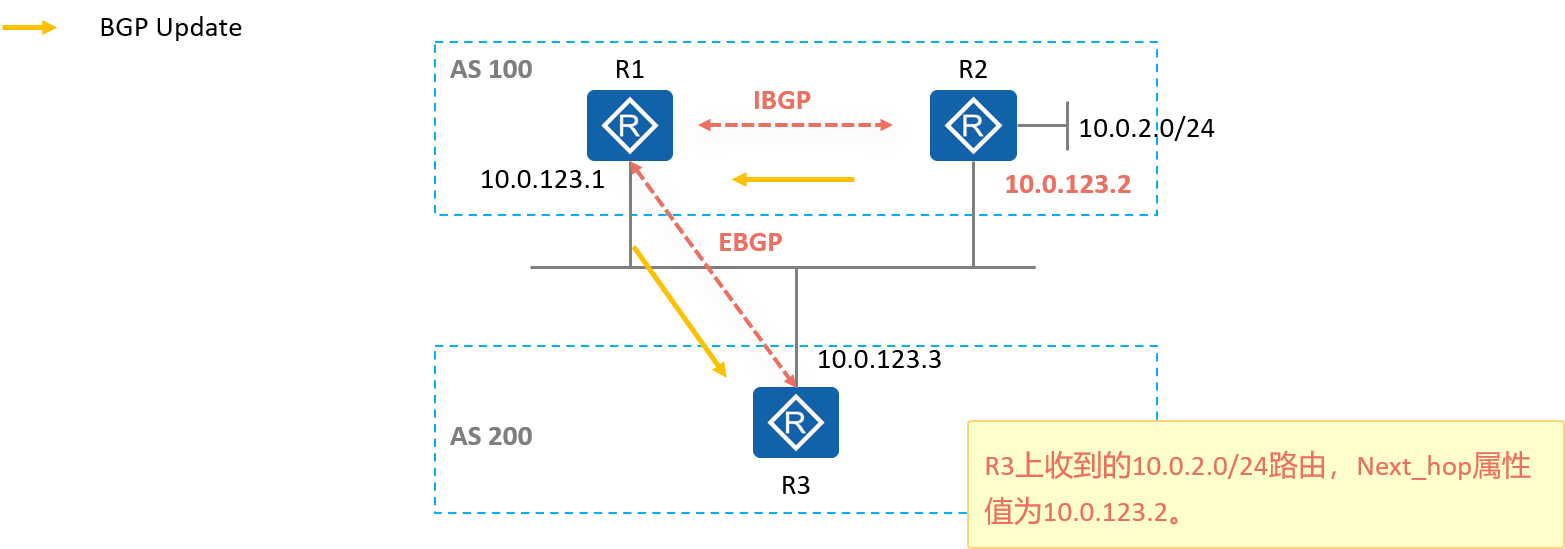 BGP Update
AS 100
R1
R2
IBGP
R
R
10.0.2.0/24
10.0.123.1
10.0.123.2
EBGP
10.0.123.3
R
AS 200
R3
R3上收到的10.0.2.0/24路由，Next_hop属性
值为10.0.123.2。